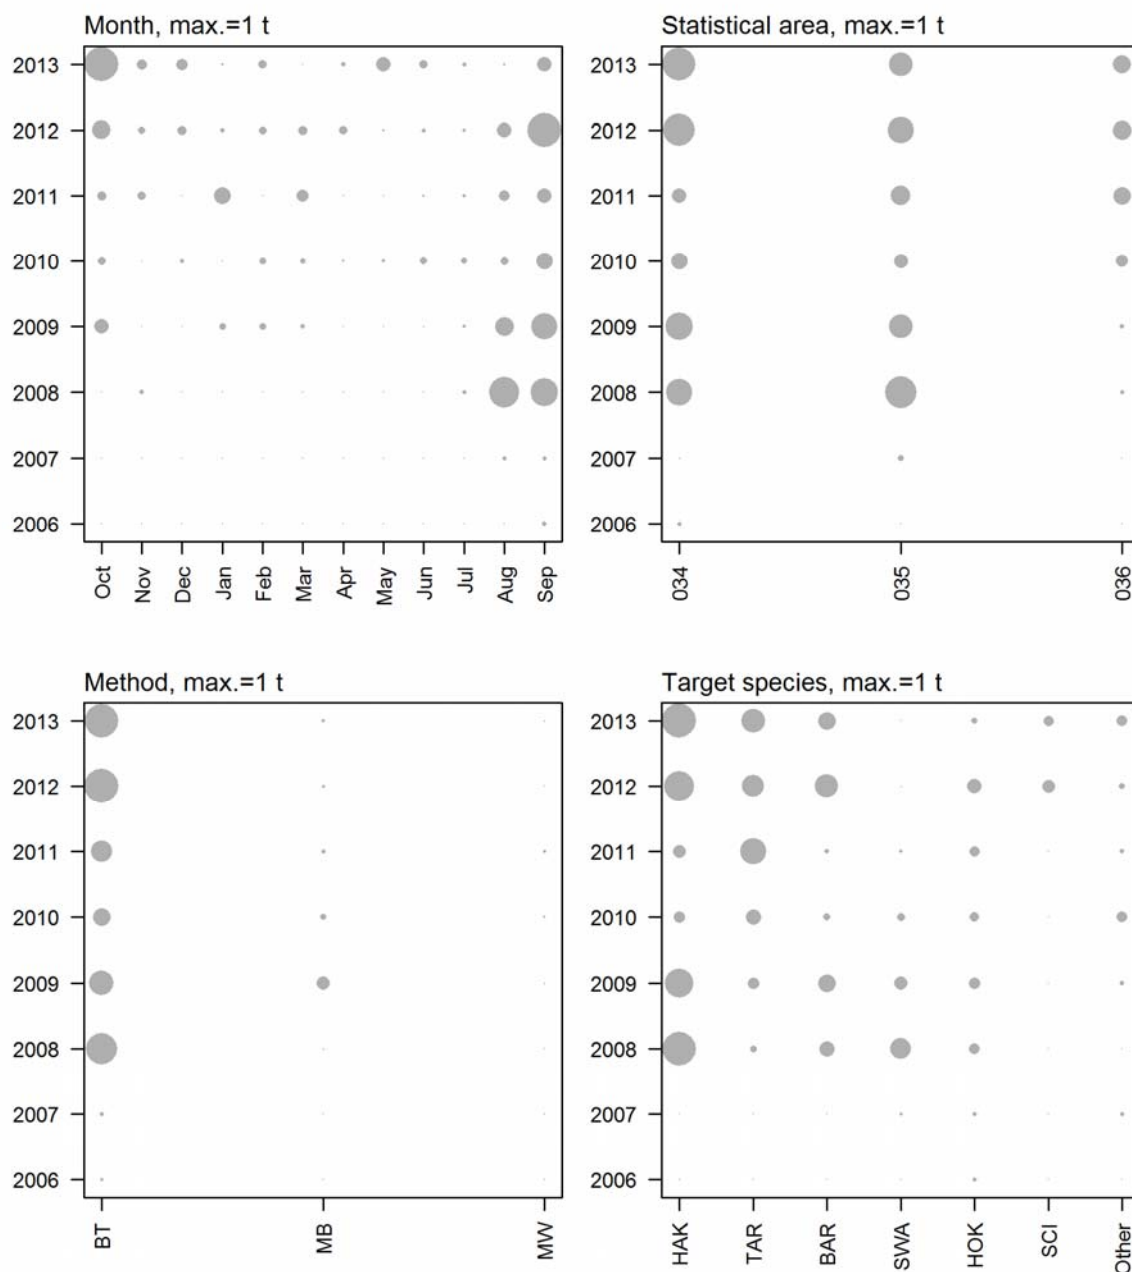 Month, max.=1 t
2013
2012
2011
2010
2009
2008
2007
2006
Oct
Nov
Dec
Jan
Feb
Mar
Apr
May
Jun
Jul
Aug
Sep
Statistical area, max.=1 t
2013
2012
2011
2010
2009
2008
2007
2006
034
035
036
Method, max.=1 t
2013
2012
2011
2010
2009
2008
2007
2006
BT
MB
MW
Target species, max.=1 t
2013
2012
2011
2010
2009
2008
2007
2006
HAK
TAR
BAR
SWA
HOK
SCI
Other